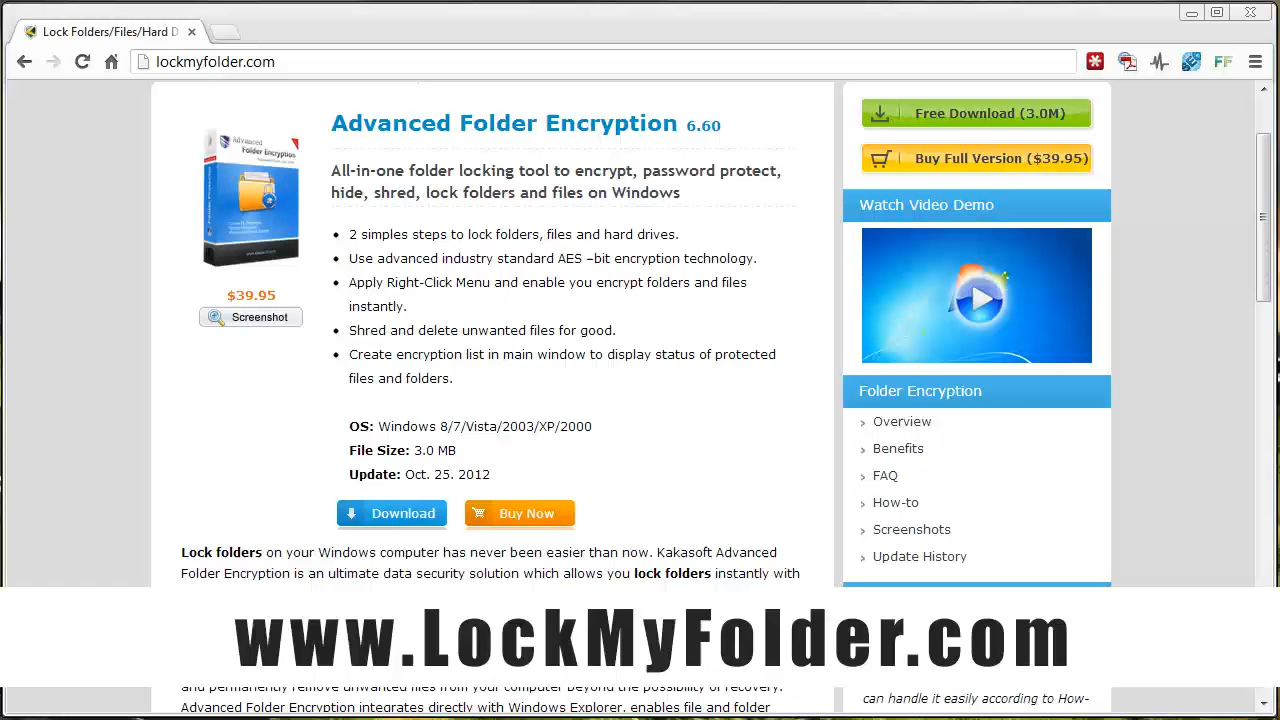 Lock Folders/Files/Hard D
lockmyfolder.com
Advanced Folder Encryption 6.60
All-in-one folder locking tool to encrypt, password protect,
hide, shred, lock folders and files on Windows
Advanced
Folder Encryption
$39.95
Screenshot
2 simples steps to lock folders, files and hard drives.
Use advanced industry standard AES –bit encryption technology.
Apply Right-Click Menu and enable you encrypt folders and files
instantly.
Shred and delete unwanted files for good.
Create encryption list in main window to display status of protected
files and folders.
OS: Windows 8/7/Vista/2003/XP/2000
File Size: 3.0 MB
Update: Oct. 25. 2012
Download
Buy Now
Lock folders on your Windows computer has never been easier than now. Kakasoft Advanced
Folder Encryption is an ultimate data security solution which allows you lock folders instantly with
Free Download (3.0M)
Buy Full Version ($39.95)
Watch Video Demo
Folder Encryption
Overview
Benefits
FAQ
How-to
Screenshots
Update History
www.LockMyFolder.com
and permanently remove unwanted files from your computer beyond the possibility of recovery.
Advanced Folder Encryption integrates directly with Windows Explorer, enables file and folder
can handle it easily according to How-
FF